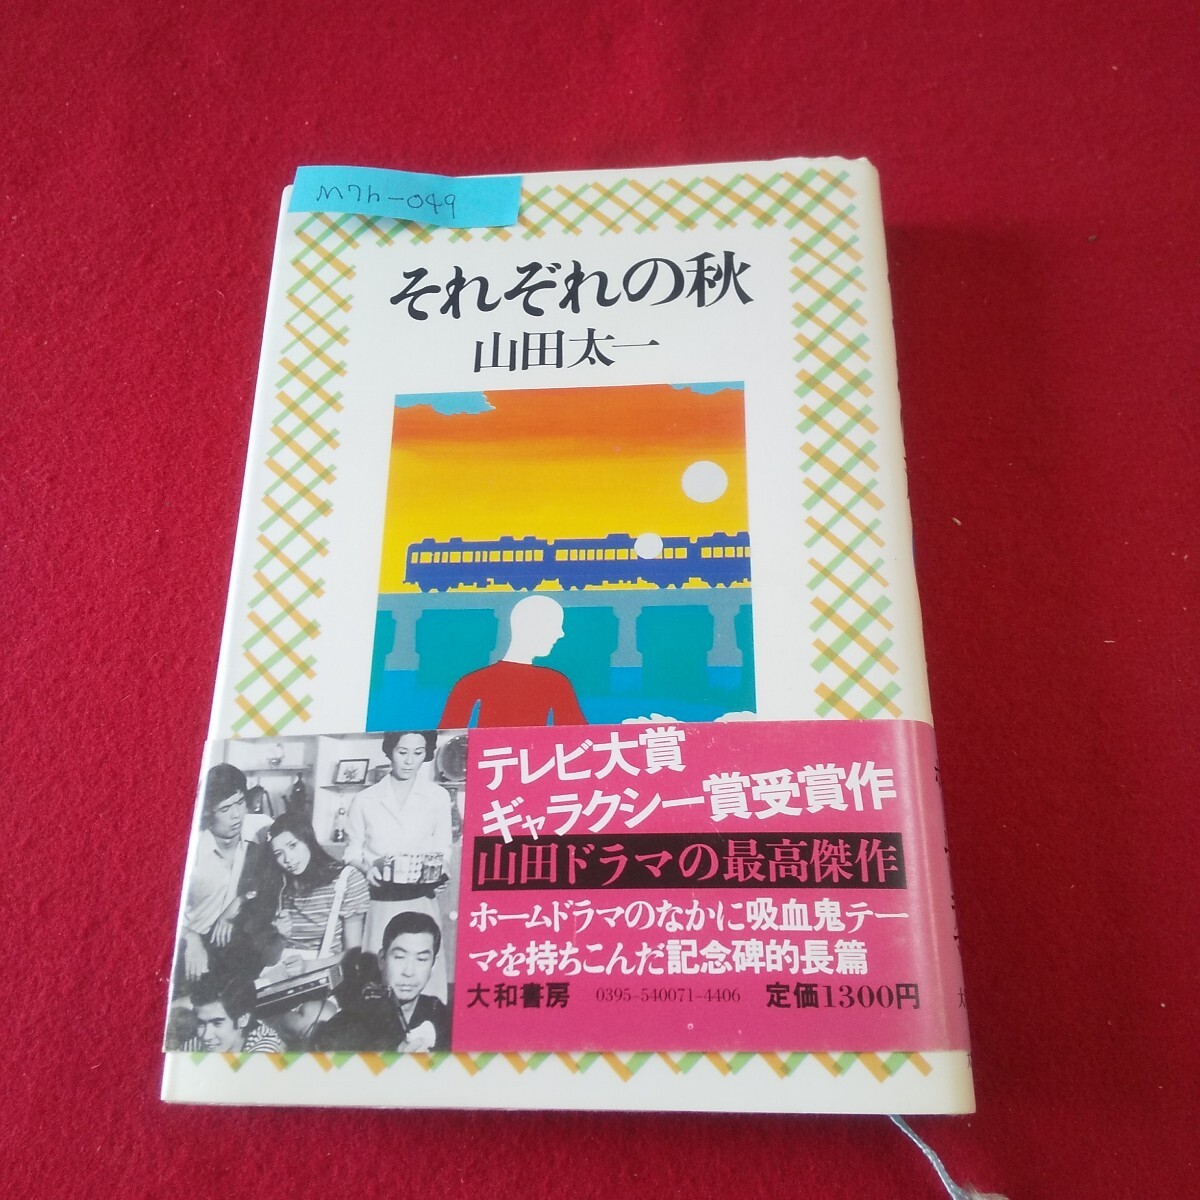 M7h-049
それぞれの秋
山田太一
テレビ大賞
ギャラクシー賞受賞作
山田ドラマの最高傑作
ホームドラマのなかに吸血鬼テー
マを持ちこんだ記念碑的長篇
大和書房 0395-540071-4406 定価1300円